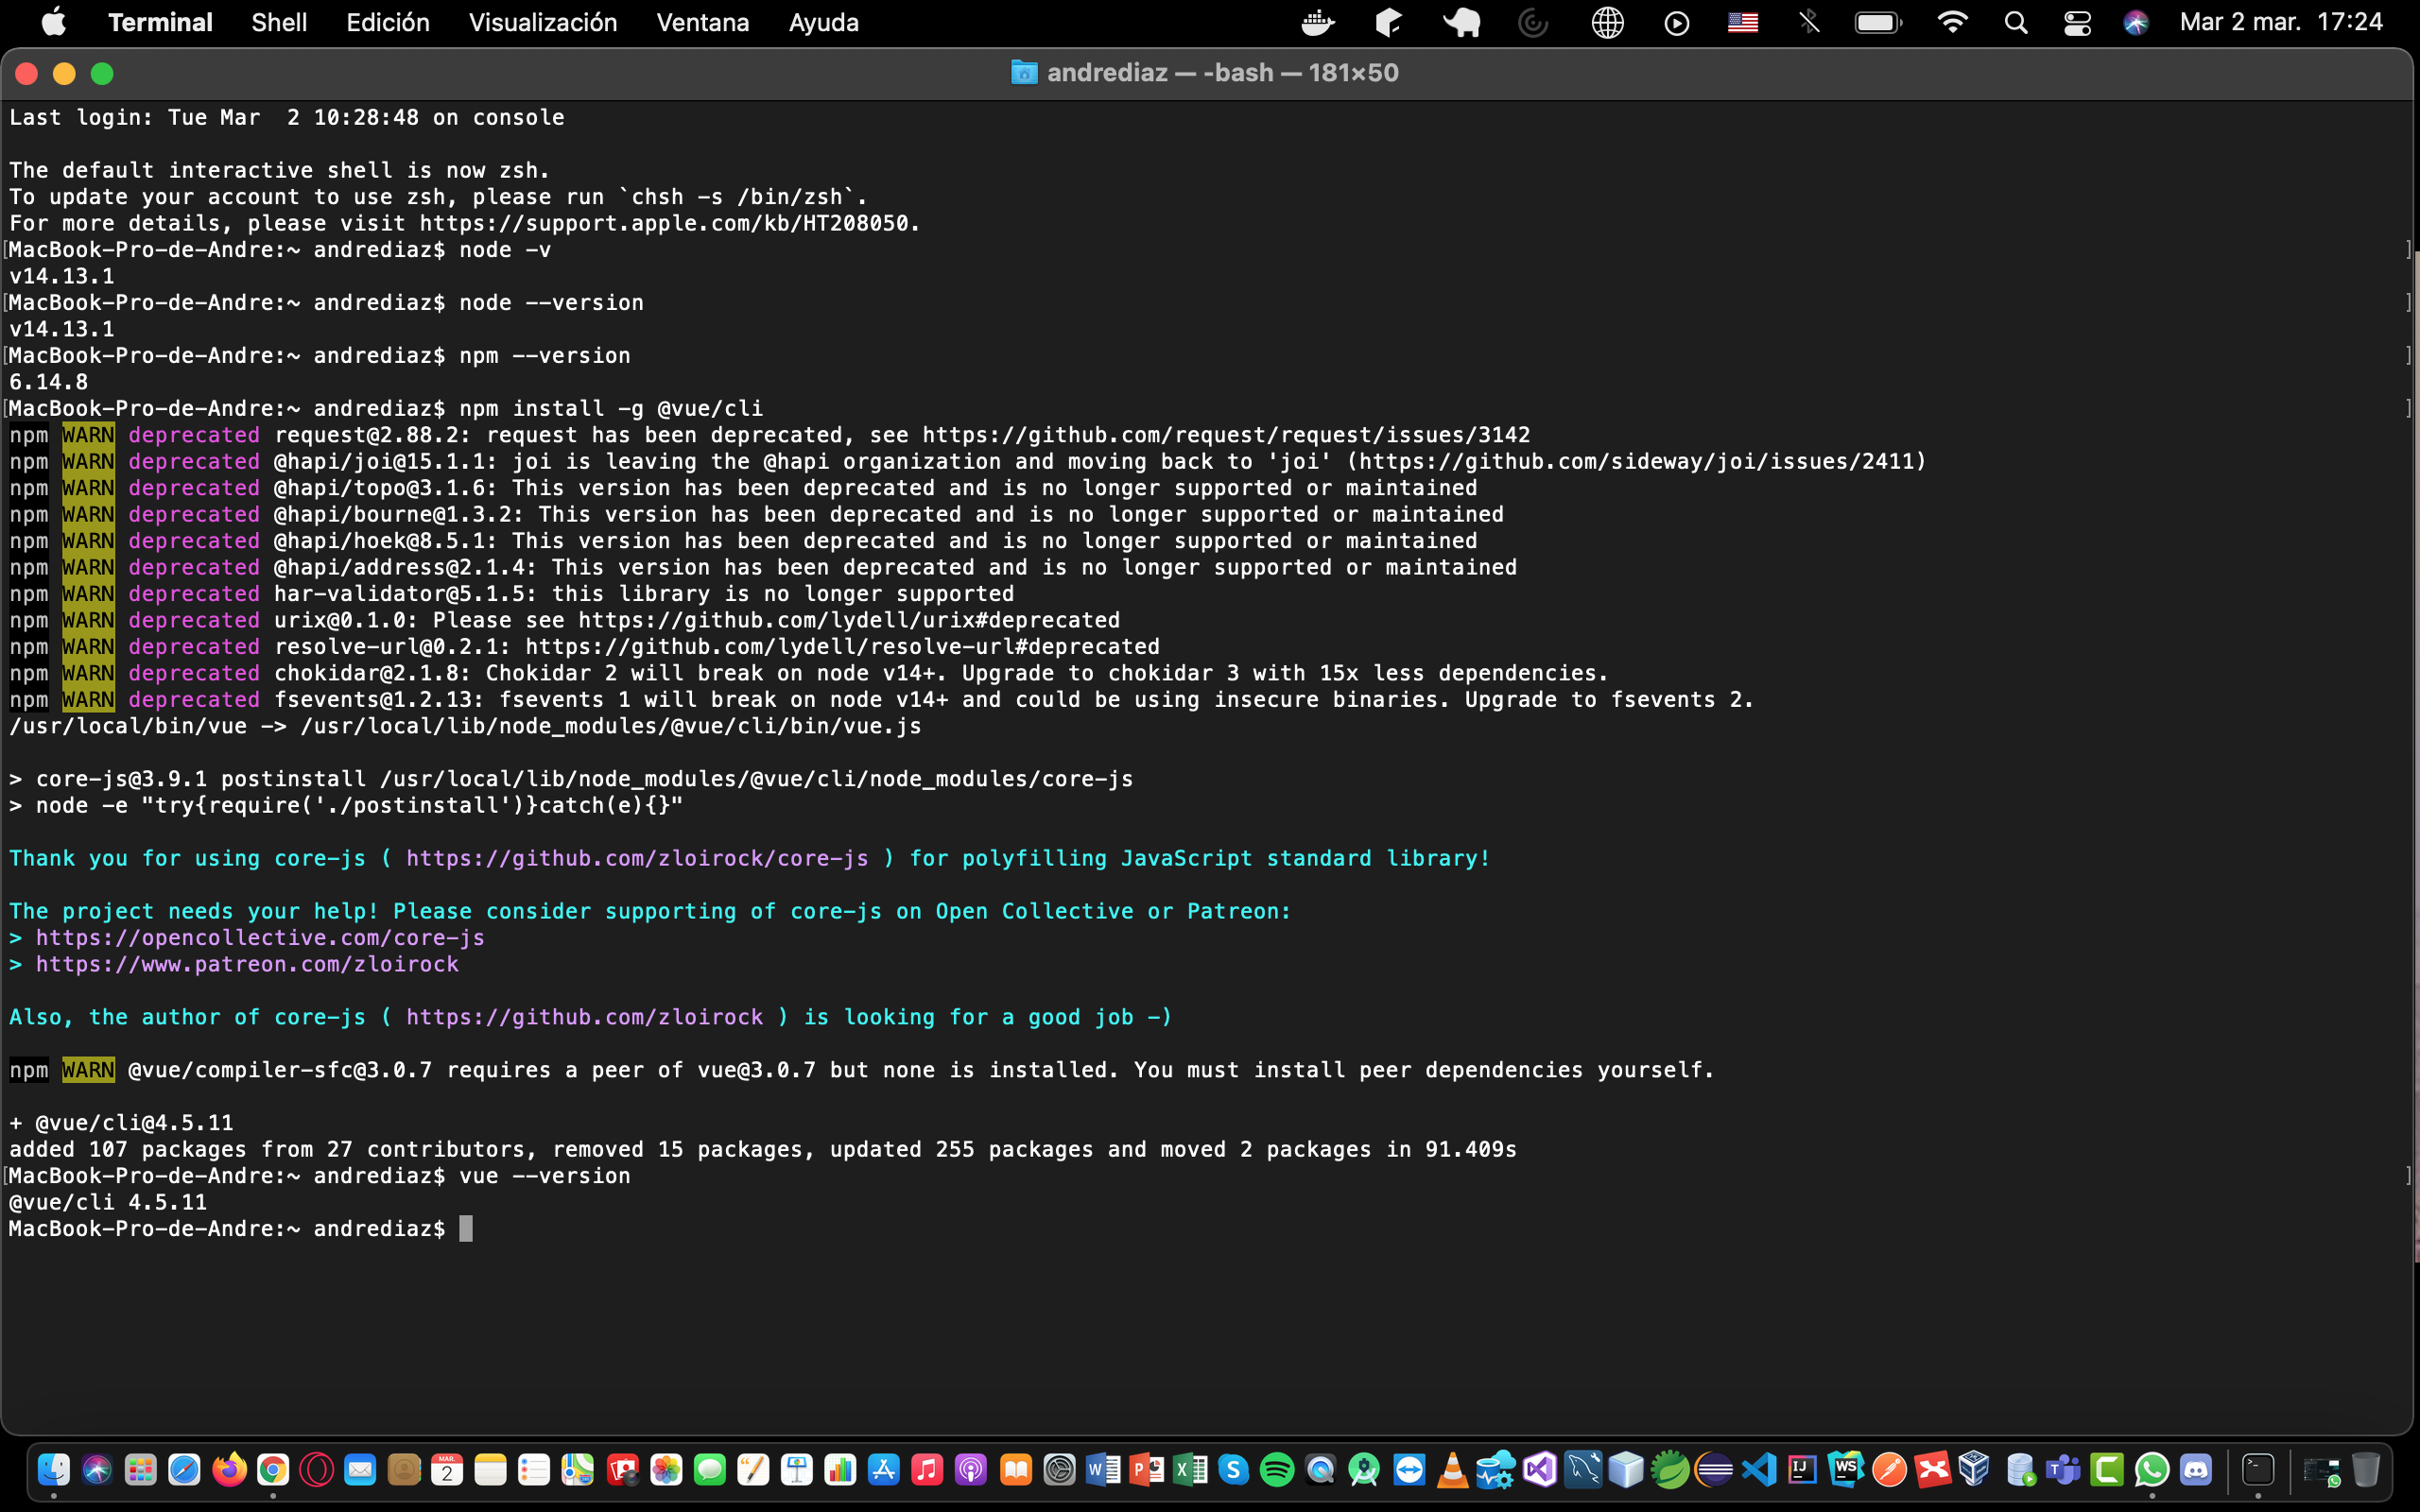 Terminal Shell Edición Visualización Ventana Ayuda Mar 2 mar. 17:24
andrediaz — -bash — 181×50
Last login: Tue Mar  2 10:28:48 on console
The default interactive shell is now zsh.
To update your account to use zsh, please run `chsh -s /bin/zsh`.
For more details, please visit https://support.apple.com/kb/HT208050.
[MacBook-Pro-de-Andre:~ andrediaz$ node -v ]
v14.13.1
[MacBook-Pro-de-Andre:~ andrediaz$ node --version ]
v14.13.1
[MacBook-Pro-de-Andre:~ andrediaz$ npm --version ]
6.14.8
[MacBook-Pro-de-Andre:~ andrediaz$ npm install -g @vue/cli ]
npm WARN deprecated request@2.88.2: request has been deprecated, see https://github.com/request/request/issues/3142
npm WARN deprecated @hapi/joi@15.1.1: joi is leaving the @hapi organization and moving back to 'joi' (https://github.com/sideway/joi/issues/2411)
npm WARN deprecated @hapi/topo@3.1.6: This version has been deprecated and is no longer supported or maintained
npm WARN deprecated @hapi/bourne@1.3.2: This version has been deprecated and is no longer supported or maintained
npm WARN deprecated @hapi/hoek@8.5.1: This version has been deprecated and is no longer supported or maintained
npm WARN deprecated @hapi/address@2.1.4: This version has been deprecated and is no longer supported or maintained
npm WARN deprecated har-validator@5.1.5: this library is no longer supported
npm WARN deprecated urix@0.1.0: Please see https://github.com/lydell/urix#deprecated
npm WARN deprecated resolve-url@0.2.1: https://github.com/lydell/resolve-url#deprecated
npm WARN deprecated chokidar@2.1.8: Chokidar 2 will break on node v14+. Upgrade to chokidar 3 with 15x less dependencies.
npm WARN deprecated fsevents@1.2.13: fsevents 1 will break on node v14+ and could be using insecure binaries. Upgrade to fsevents 2.
/usr/local/bin/vue -> /usr/local/lib/node_modules/@vue/cli/bin/vue.js
> core-js@3.9.1 postinstall /usr/local/lib/node_modules/@vue/cli/node_modules/core-js
> node -e "try{require('./postinstall')}catch(e){}"
Thank you for using core-js ( https://github.com/zloirock/core-js ) for polyfilling JavaScript standard library!
The project needs your help! Please consider supporting of core-js on Open Collective or Patreon:
> https://opencollective.com/core-js
> https://www.patreon.com/zloirock
Also, the author of core-js ( https://github.com/zloirock ) is looking for a good job -)
npm WARN @vue/compiler-sfc@3.0.7 requires a peer of vue@3.0.7 but none is installed. You must install peer dependencies yourself.
+ @vue/cli@4.5.11
added 107 packages from 27 contributors, removed 15 packages, updated 255 packages and moved 2 packages in 91.409s
[MacBook-Pro-de-Andre:~ andrediaz$ vue --version ]
@vue/cli 4.5.11
MacBook-Pro-de-Andre:~ andrediaz$
MAR.
2
W
P
X
S
IJ
WS
T
C